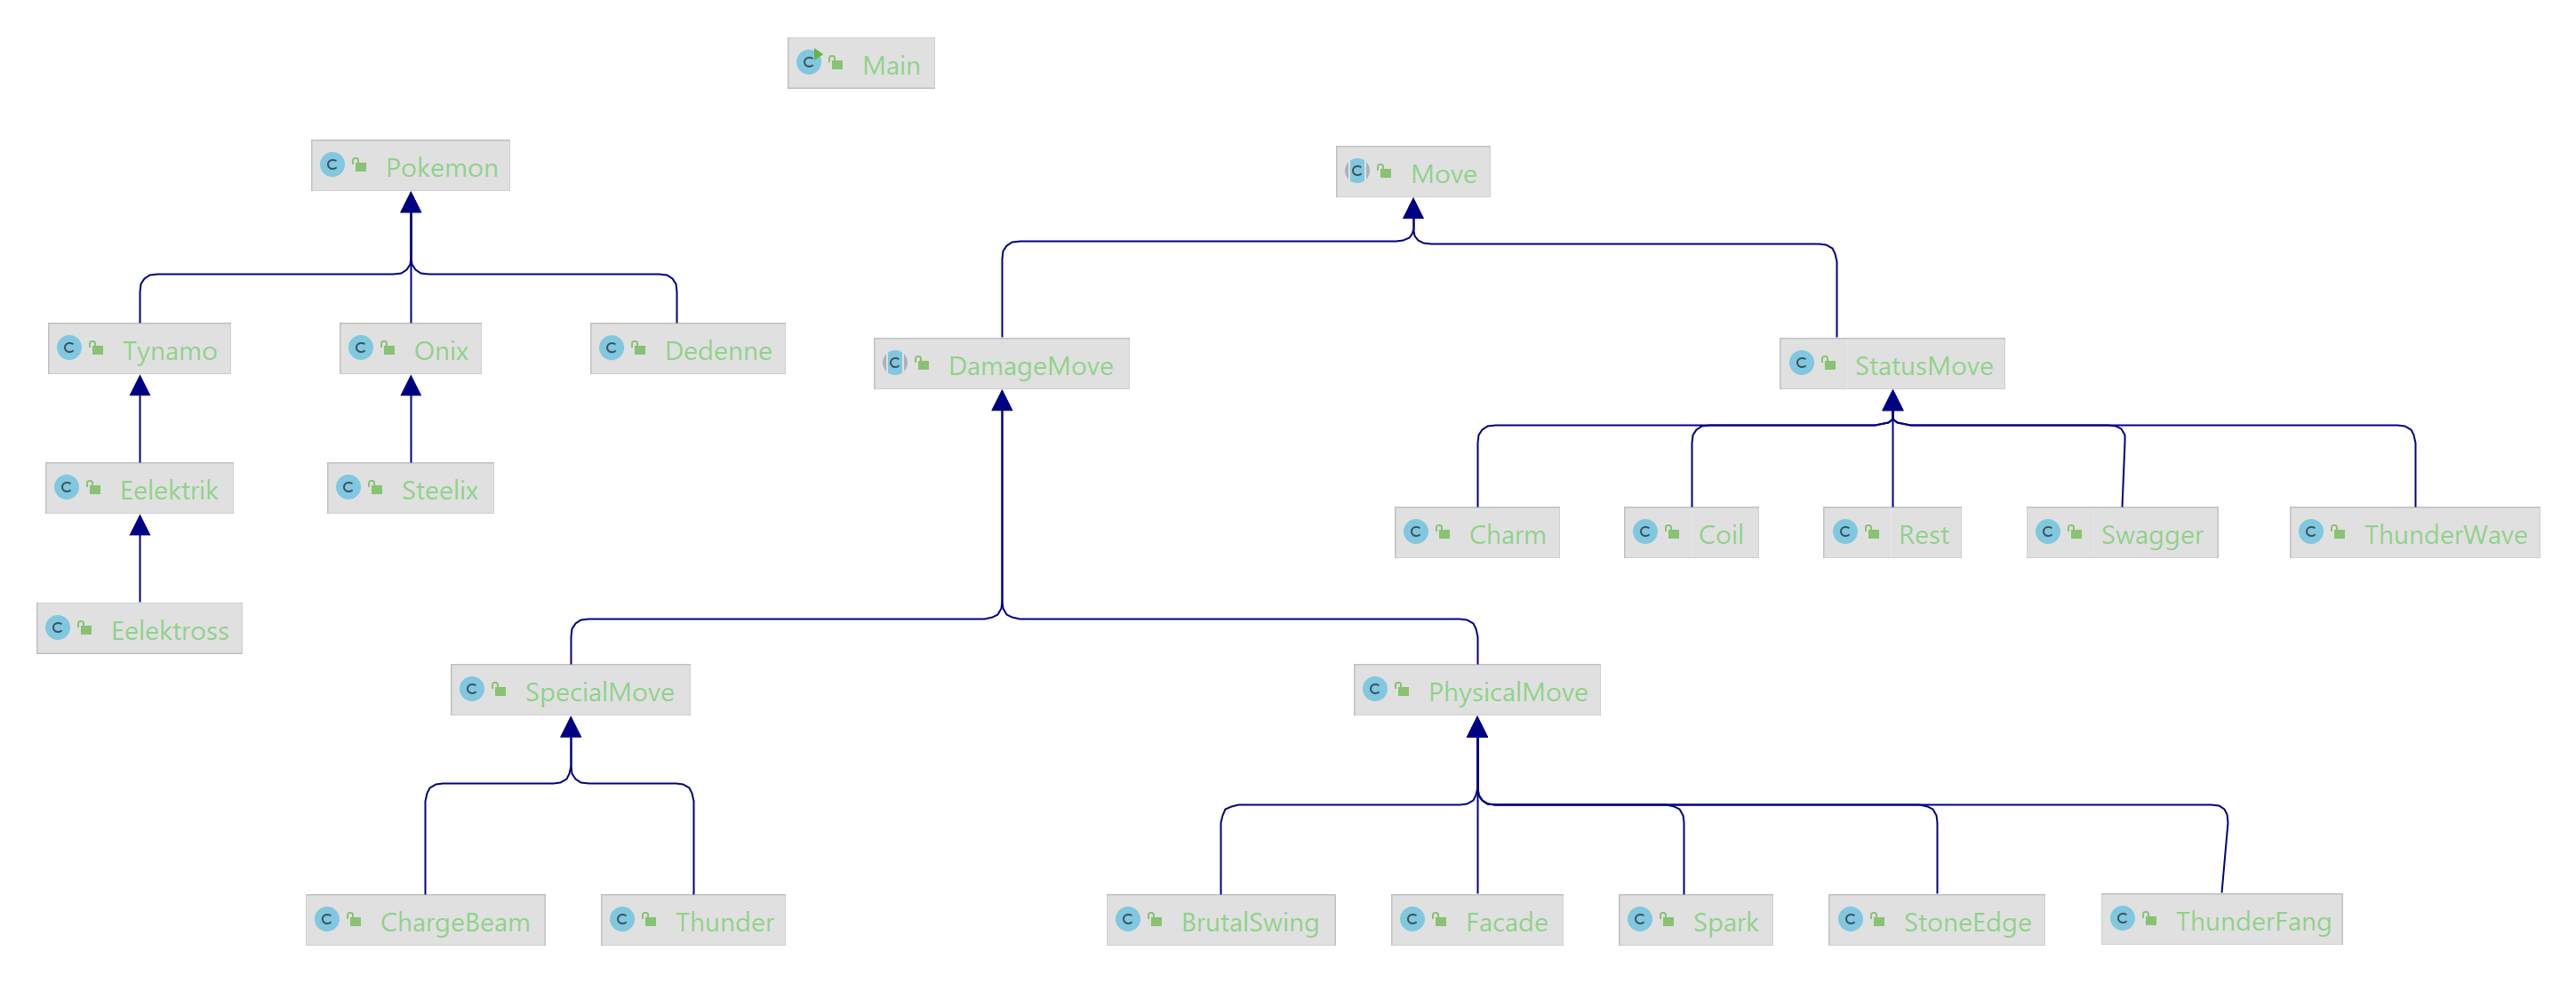 Main
Pokemon
Move
Tynamo
Onix
Dedenne
DamageMove
StatusMove
Eelektrik
Steelix
Charm
Coil
Rest
Swagger
ThunderWave
Eelektross
SpecialMove
PhysicalMove
ChargeBeam
Thunder
BrutalSwing
Facade
Spark
StoneEdge
ThunderFang